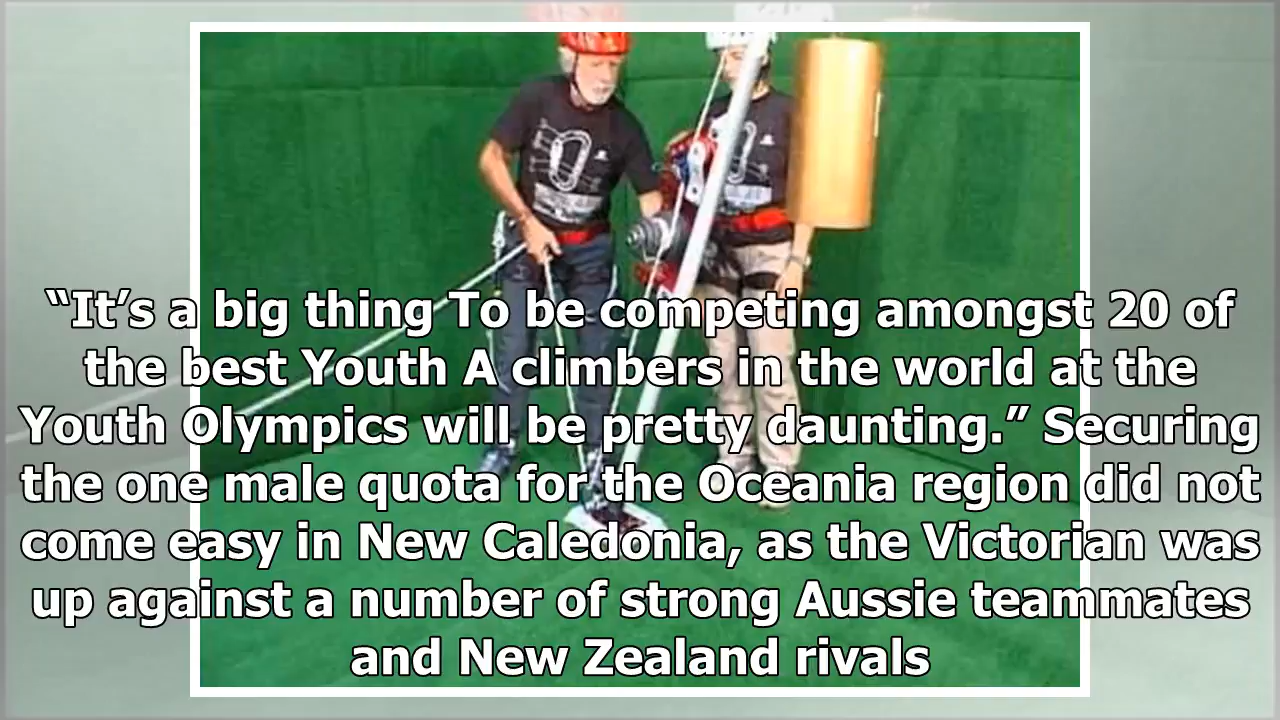 “It’s a big thing To be competing amongst 20 of
the best Youth A climbers in the world at the
Youth Olympics will be pretty daunting.” Securing
the one male quota for the Oceania region did not
come easy in New Caledonia, as the Victorian was
up against a number of strong Aussie teammates
and New Zealand rivals